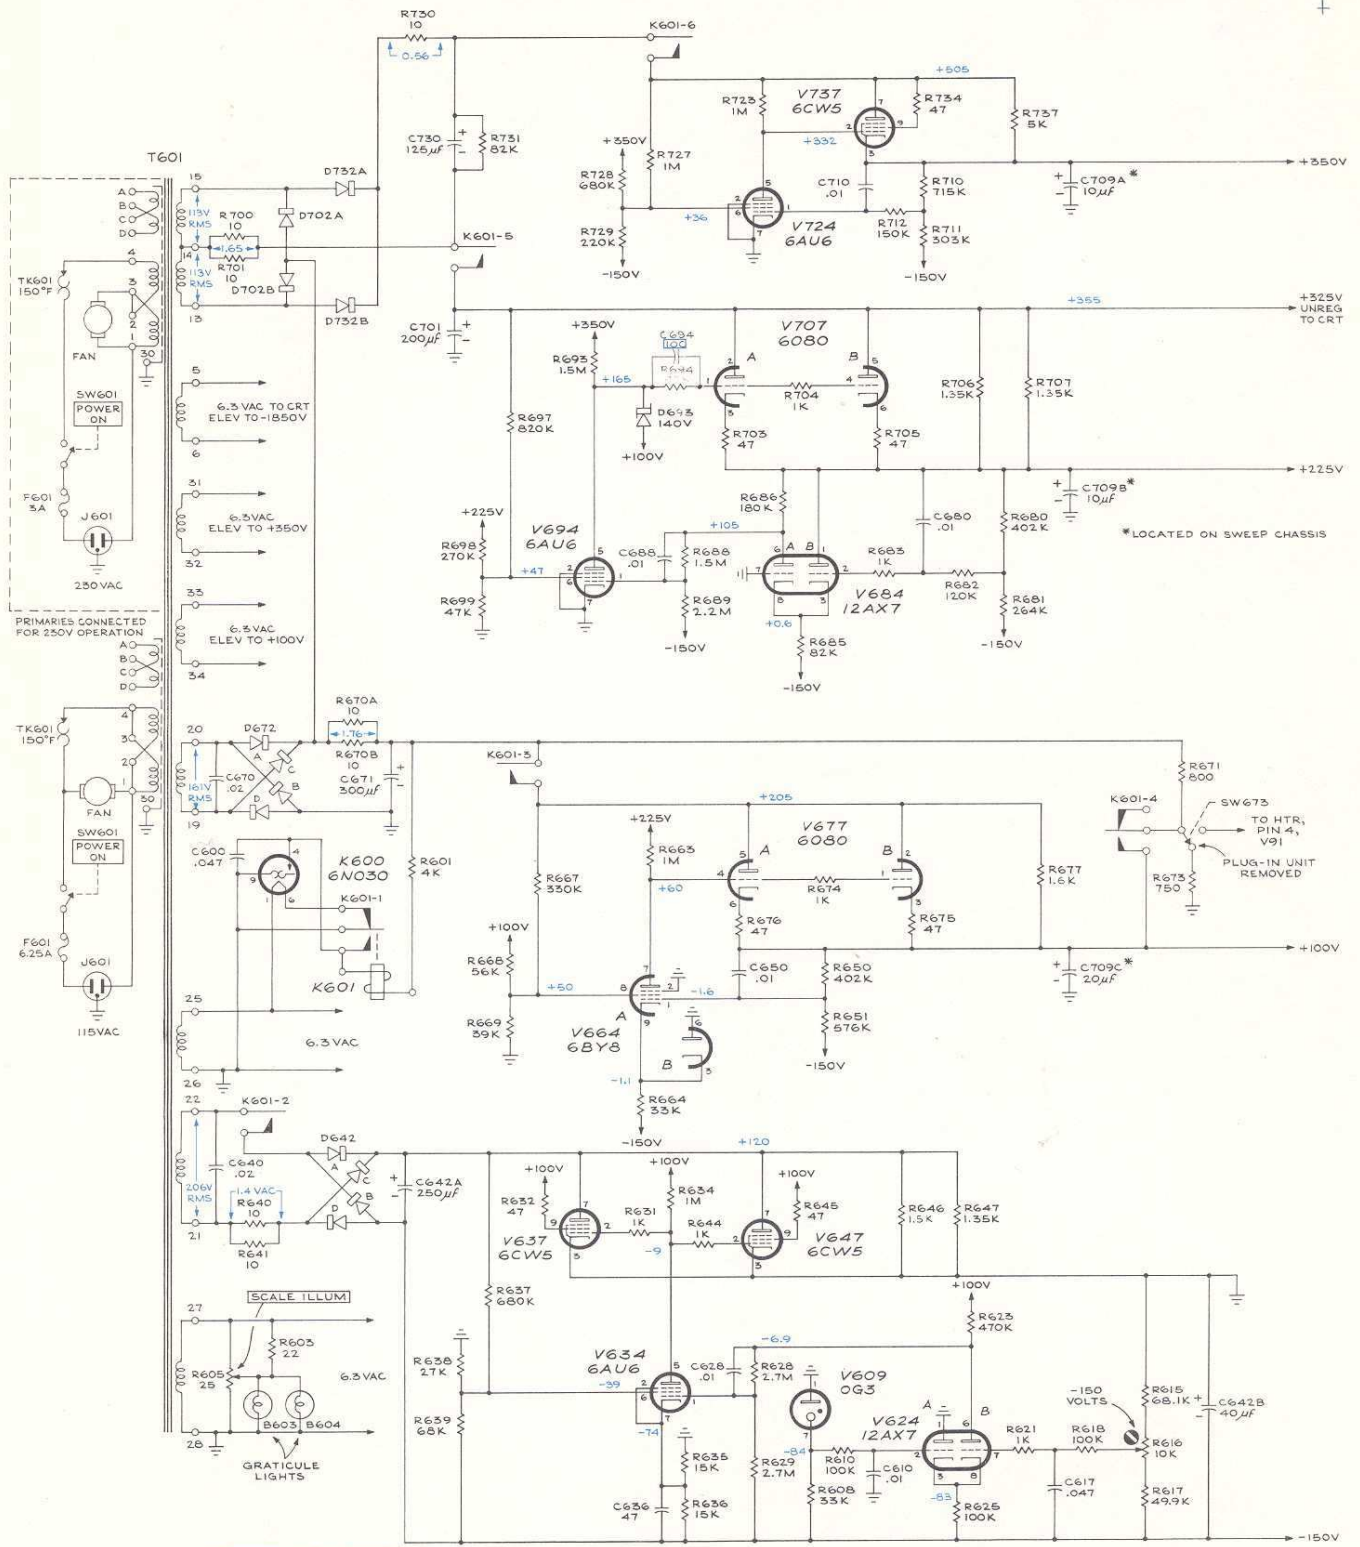 R730
10
0.56
K601-6
+505
V737
6CW5
R723
1M
R734
47
R737
5K
C730
125µf
R731
82K
+332
+350V
R727
1M
+350V
T601
D732A
R728
680K
C710
.01
R710
715K
C709A*
10µf
15
113V
RMS
R700
10
D702A
+36
1.65
14
R701
10
K601-5
R729
220K
V724
6AU6
R712
150K
R711
303K
113V
RMS
D702B
-150V
-150V
13
D732B
A
B
C
D
4
3
2
1
30
TK601
150°F
FAN
C701
200µf
+355
+325V
UNREG
TO CRT
+350V
C694
100
R694
V707
6080
R693
1.5M
+165
A
B
R704
1K
R706
1.35K
R707
1.35K
5
6.3 VAC TO CRT
ELEV TO -1850V
6
SW601
POWER
ON
R697
820K
D693
140V
+100V
R703
47
R705
47
+225V
F601
3A
J601
230 VAC
31
6.3VAC
ELEV TO +350V
32
R686
180K
C709B*
10µf
+225V
+105
C680
.01
R680
402K
*LOCATED ON SWEEP CHASSIS
V694
6AU6
R698
270K
C688
.01
R688
1.5M
A B
R683
1K
+47
R682
120K
33
6.3 VAC
ELEV TO +100V
34
R699
47K
R689
2.2M
V684
12AX7
R681
264K
+0.6
-150V
R685
82K
-150V
-150V
PRIMARIES CONNECTED
FOR 230V OPERATION
A
B
C
D
4
3
2
1
30
TK601
150°F
FAN
R670A
10
20
D672
1.76
R670B
10
K601-3
161V
RMS
C670
.02
A
C
B
D
C671
300µf
R671
800
19
+205
K601-4
SW673
TO HTR,
PIN 4,
V91
PLUG-IN UNIT
REMOVED
SW601
POWER
ON
C600
.047
K600
6N030
R601
4K
+225V
R663
1M
V677
6080
A
B
+60
R674
1K
R677
1.6K
R673
750
R667
330K
K601-1
+100V
R676
47
R675
47
+100V
F601
6.25A
J601
115VAC
K601
R668
56K
+50
C650
.01
R650
402K
C709C*
20µf
-1.6
25
6.3 VAC
26
R669
39K
A
V664
6BY8
B
R651
576K
-150V
-1.1
R664
33K
-150V
22
K601-2
D642
A
C
B
D
+120
C640
.02
C642A
250µf
206V
RMS
1.4 VAC
R640
10
R641
10
21
+100V
+100V
+100V
R632
47
R631
1K
R634
1M
R644
1K
R645
47
R646
1.5K
R647
1.35K
V637
6CW5
-9
V647
6CW5
R637
680K
+100V
27
SCALE ILLUM
R603
22
R605
25
6.3 VAC
B603
B604
28
GRATICULE
LIGHTS
R623
470K
-6.9
R638
27K
V634
6AU6
C628
.01
R628
2.7M
V609
0G3
-39
-150
VOLTS
R615
68.1K
C642B
40µf
R639
68K
-74
R635
15K
R629
2.7M
-84
V624
12AX7
A
B
R621
1K
R618
100K
R616
10K
R610
100K
C610
.01
C636
47
R636
15K
R608
33K
-83
R625
100K
C617
.047
R617
49.9K
-150V